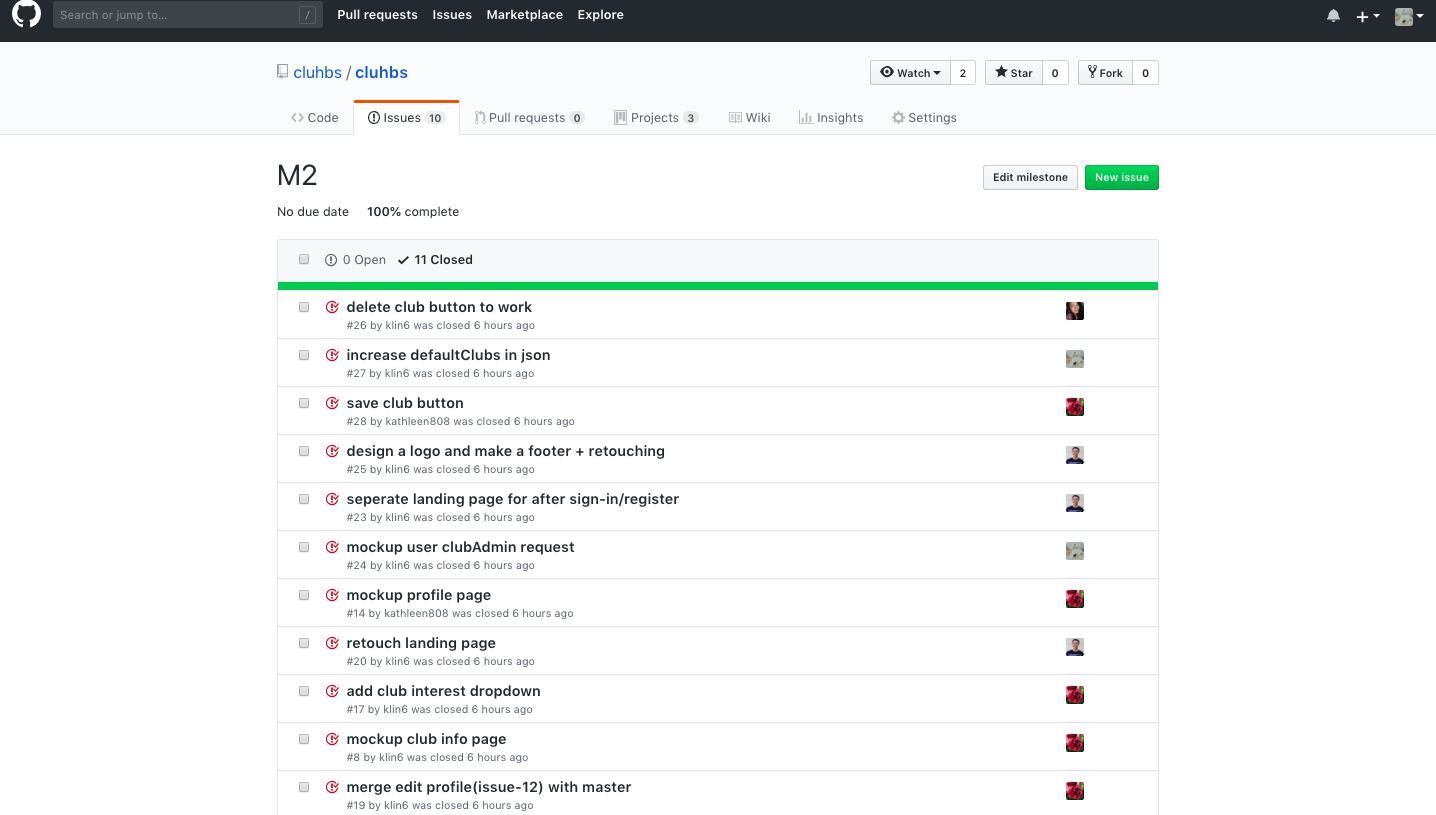 Search or jump to... /
Pull requests Issues Marketplace Explore
cluhbs / cluhbs
Watch 2 Star 0 Fork 0
Code Issues 10 Pull requests 0 Projects 3 Wiki Insights Settings
M2
Edit milestone New issue
No due date 100% complete
0 Open 11 Closed
delete club button to work
#26 by klin6 was closed 6 hours ago
increase defaultClubs in json
#27 by klin6 was closed 6 hours ago
save club button
#28 by kathleen808 was closed 6 hours ago
design a logo and make a footer + retouching
#25 by klin6 was closed 6 hours ago
seperate landing page for after sign-in/register
#23 by klin6 was closed 6 hours ago
mockup user clubAdmin request
#24 by klin6 was closed 6 hours ago
mockup profile page
#14 by kathleen808 was closed 6 hours ago
retouch landing page
#20 by klin6 was closed 6 hours ago
add club interest dropdown
#17 by klin6 was closed 6 hours ago
mockup club info page
#8 by klin6 was closed 6 hours ago
merge edit profile(issue-12) with master
#19 by klin6 was closed 6 hours ago